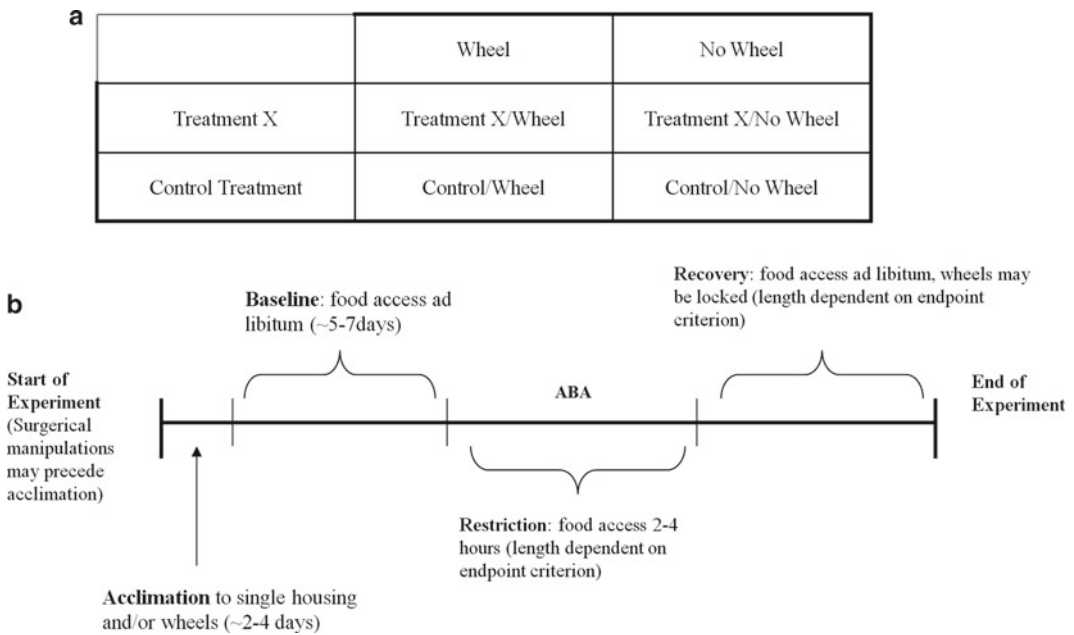 a
Wheel No Wheel
Treatment X Treatment X/Wheel Treatment X/No Wheel
Control Treatment Control/Wheel Control/No Wheel
b
Baseline: food access ad
libitum (~5-7days)
Recovery: food access ad libitum, wheels may
be locked (length dependent on endpoint
criterion)
Start of
Experiment
(Surgerical
manipulations
may precede
acclimation)
ABA
End of
Experiment
Restriction: food access 2-4
hours (length dependent on
endpoint criterion)
Acclimation to single housing
and/or wheels (~2-4 days)